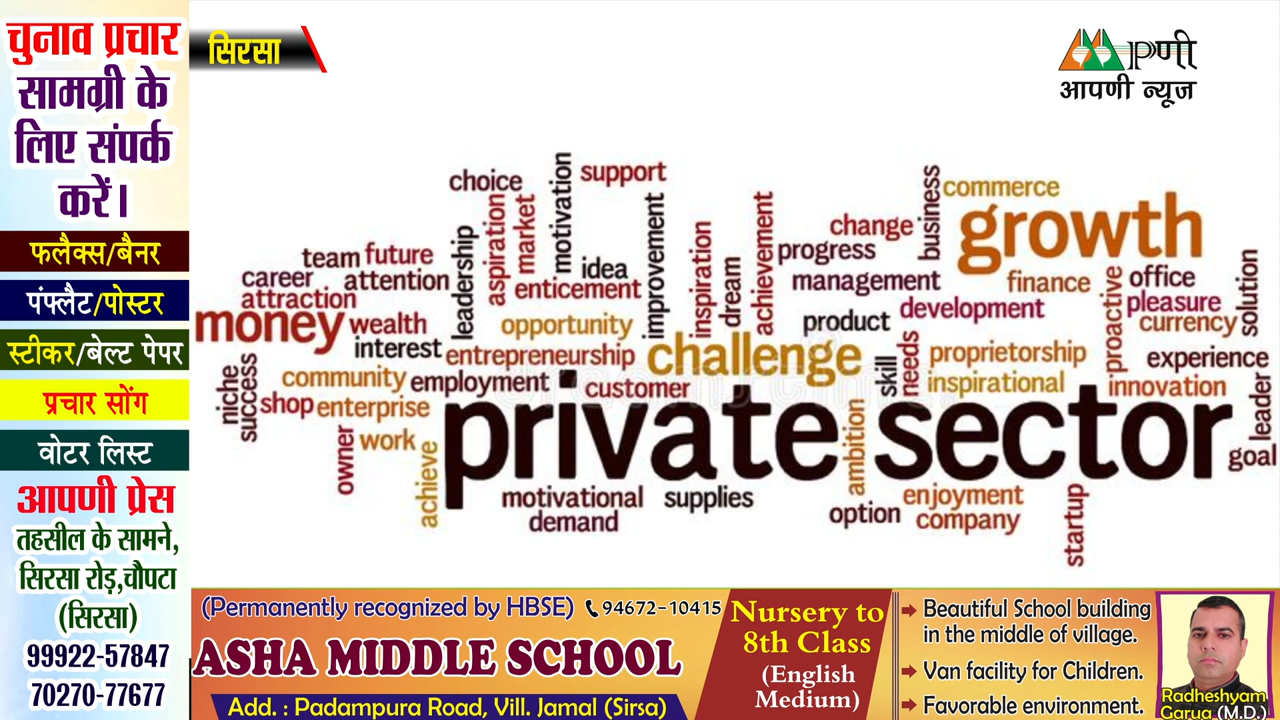 चुनाव प्रचार
सामग्री के
लिए संपर्क
करें।
फलैक्स/बैनर
पंफ्लैट/पोस्टर
स्टीकर/बेल्ट पेपर
प्रचार सोंग
वोटर लिस्ट
आपणी प्रेस
तहसील के सामने,
सिरसा रोड़,चौपटा
(सिरसा)
99922-57847
70270-77677
सिरसा
पणी
आपणी न्यूज
choice
motivation
support
aspiration
market
leadership
team
future
career
attention
attraction
money
wealth
interest
idea
enticement
improvement
inspiration
dream
achievement
opportunity
entrepreneurship
challenge
change
progress
management
business
commerce
growth
finance
office
proactive
pleasure
currency
solution
development
product
skill
needs
proprietorship
inspirational
experience
innovation
leader
goal
niche
success
community
employment
customer
shop
enterprise
owner
work
achieve
private sector
ambition
motivational
supplies
demand
option
enjoyment
company
startup
(Permanently recognized by HBSE) 94672-10415
ASHA MIDDLE SCHOOL
Add. : Padampura Road, Vill. Jamal (Sirsa)
Nursery to
8th Class
(English
Medium)
Beautiful School building
in the middle of village.
Van facility for Children.
Favorable environment.
Radheshyam
Garua (M.D.)